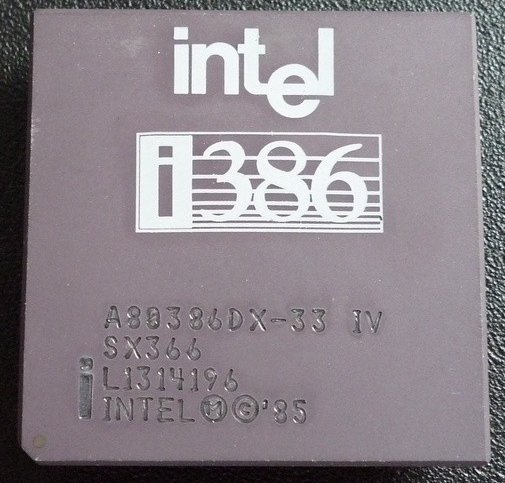 intel
i386
A80386DX-33 IV
SX366
L1314196
i INTEL Ⓜ © '85